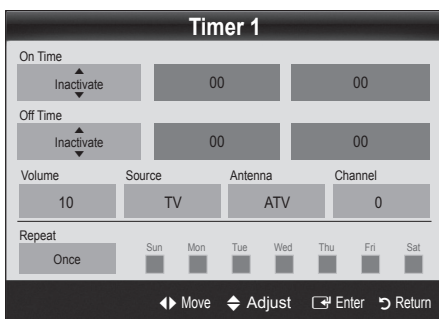 Timer 1
On Time
Inactivate 00 00
Off Time
Inactivate 00 00
Volume Source Antenna Channel
10 TV ATV 0
Repeat
Once Sun Mon Tue Wed Thu Fri Sat
Move Adjust Enter Return